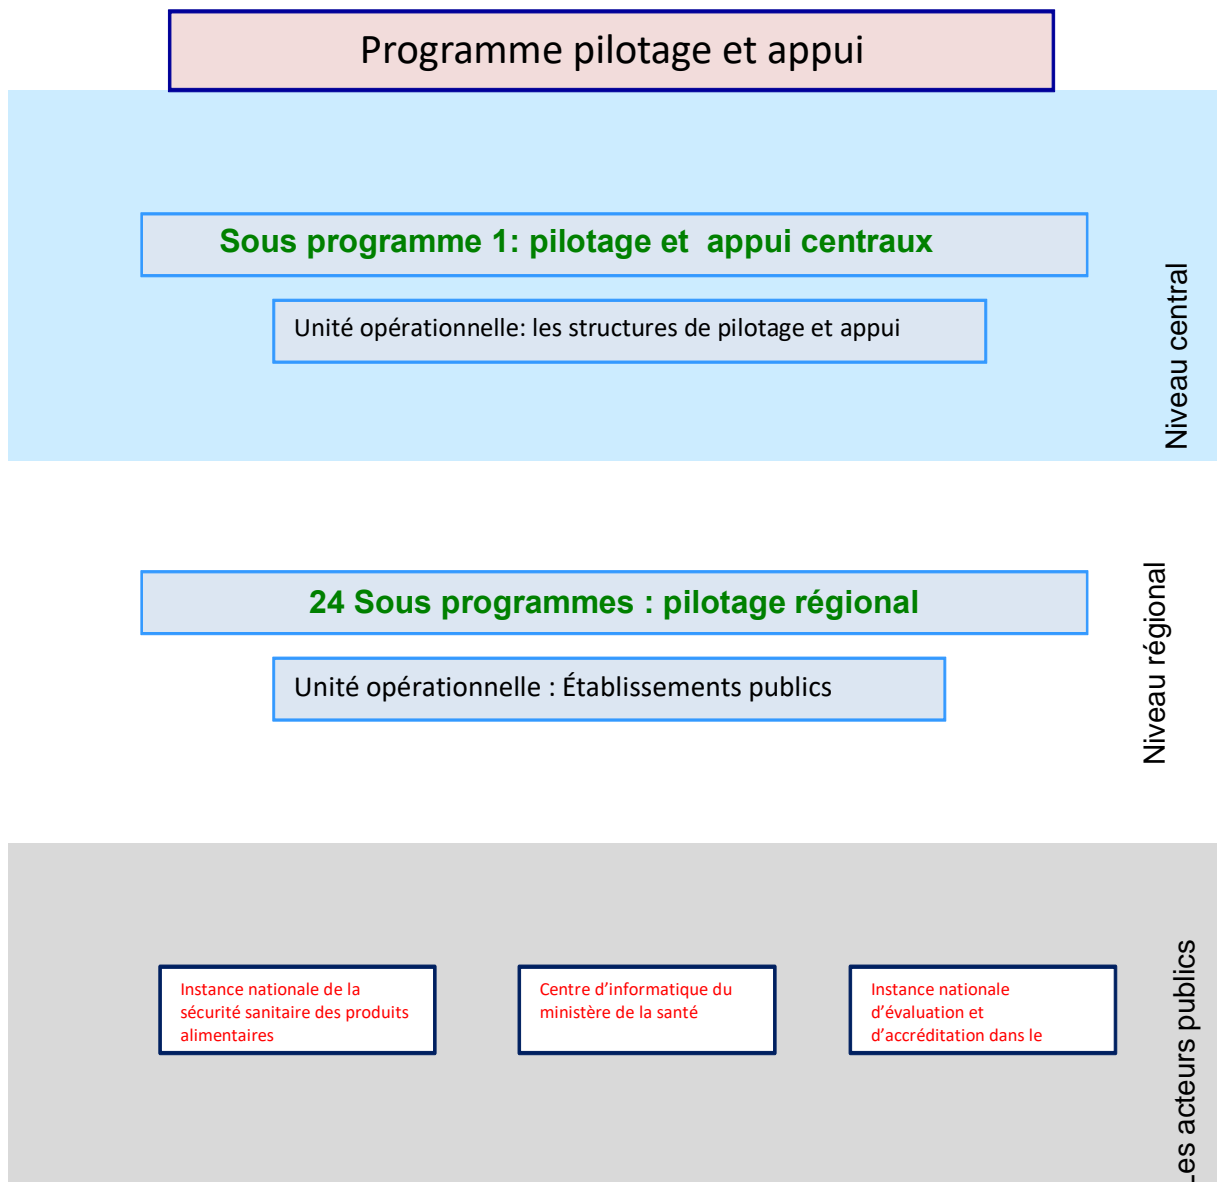 Programme pilotage et appui
Sous programme 1: pilotage et  appui centraux
Unité opérationnelle: les structures de pilotage et appui
Niveau central
24 Sous programmes : pilotage régional
Unité opérationnelle : Établissements publics
Niveau régional
Instance nationale de la
sécurité sanitaire des produits
alimentaires
Centre d’informatique du
ministère de la santé
Instance nationale
d’évaluation et
d’accréditation dans le
Les acteurs publics